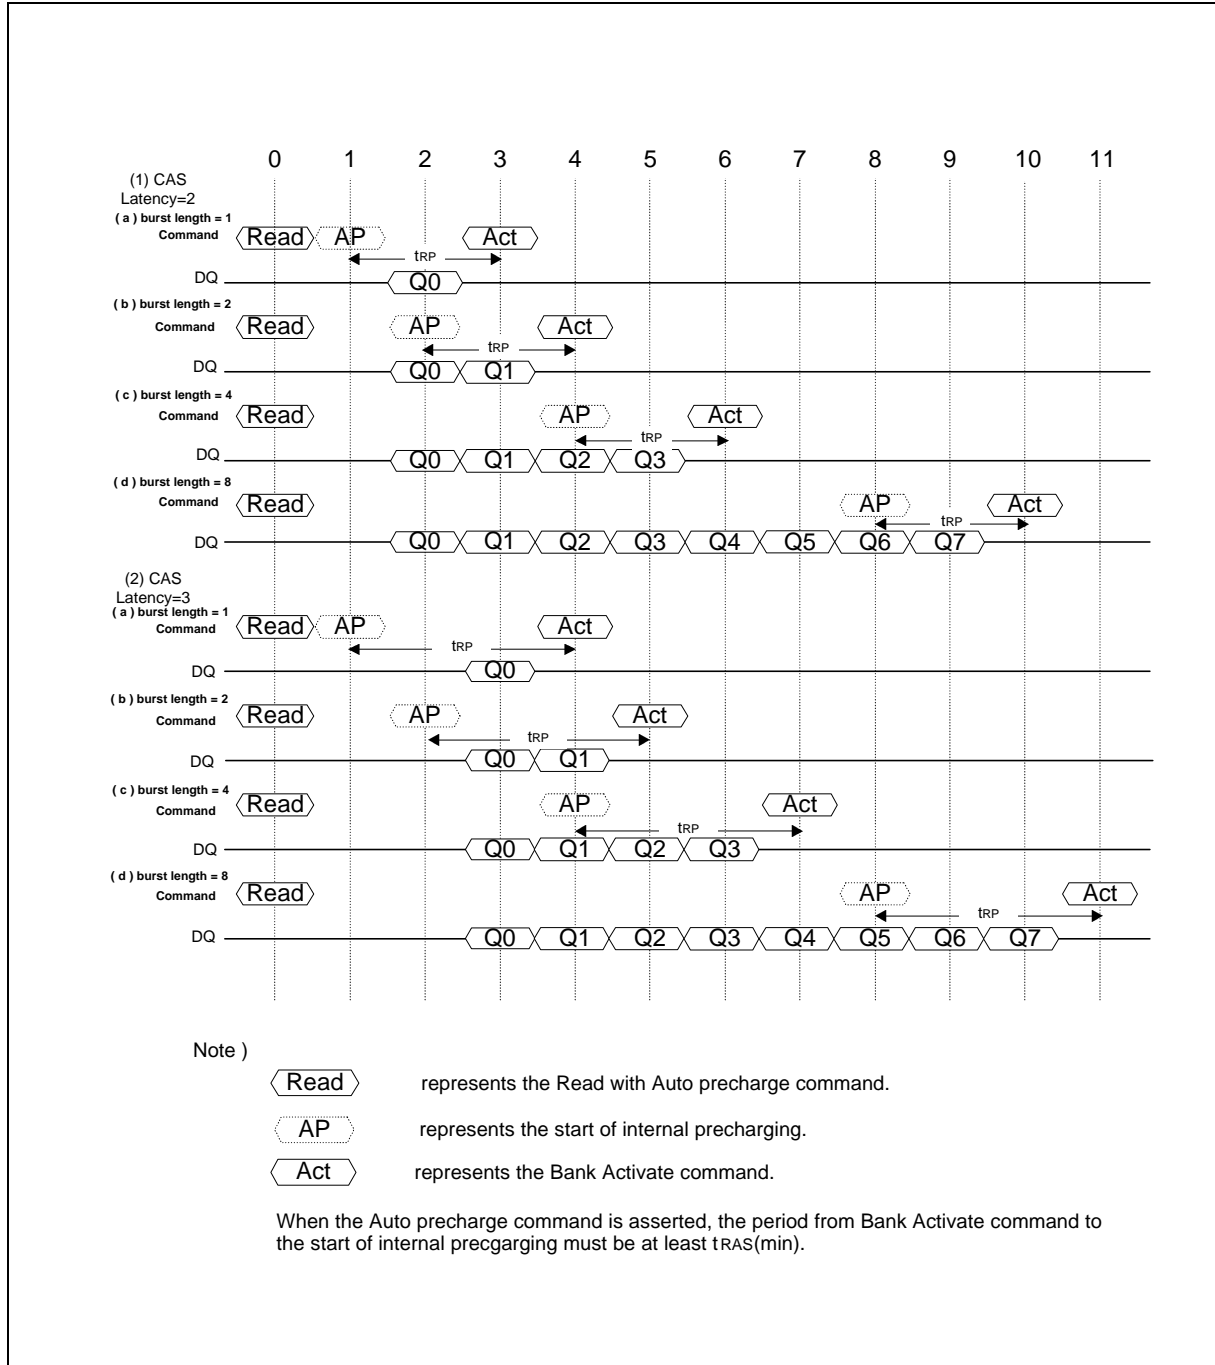 0 1 2 3 4 5 6 7 8 9 10 11
(1) CAS
Latency=2
( a ) burst length = 1
Command Read AP Act
tRP
DQ Q0
( b ) burst length = 2
Command Read AP Act
tRP
DQ Q0 Q1
( c ) burst length = 4
Command Read AP Act
tRP
DQ Q0 Q1 Q2 Q3
( d ) burst length = 8
Command Read AP Act
tRP
DQ Q0 Q1 Q2 Q3 Q4 Q5 Q6 Q7
(2) CAS
Latency=3
( a ) burst length = 1
Command Read AP Act
tRP
DQ Q0
( b ) burst length = 2
Command Read AP Act
tRP
DQ Q0 Q1
( c ) burst length = 4
Command Read AP Act
tRP
DQ Q0 Q1 Q2 Q3
( d ) burst length = 8
Command Read AP Act
tRP
DQ Q0 Q1 Q2 Q3 Q4 Q5 Q6 Q7
Note )
Read represents the Read with Auto precharge command.
AP represents the start of internal precharging.
Act represents the Bank Activate command.
When the Auto precharge command is asserted, the period from Bank Activate command to
the start of internal precgarging must be at least tRAS(min).